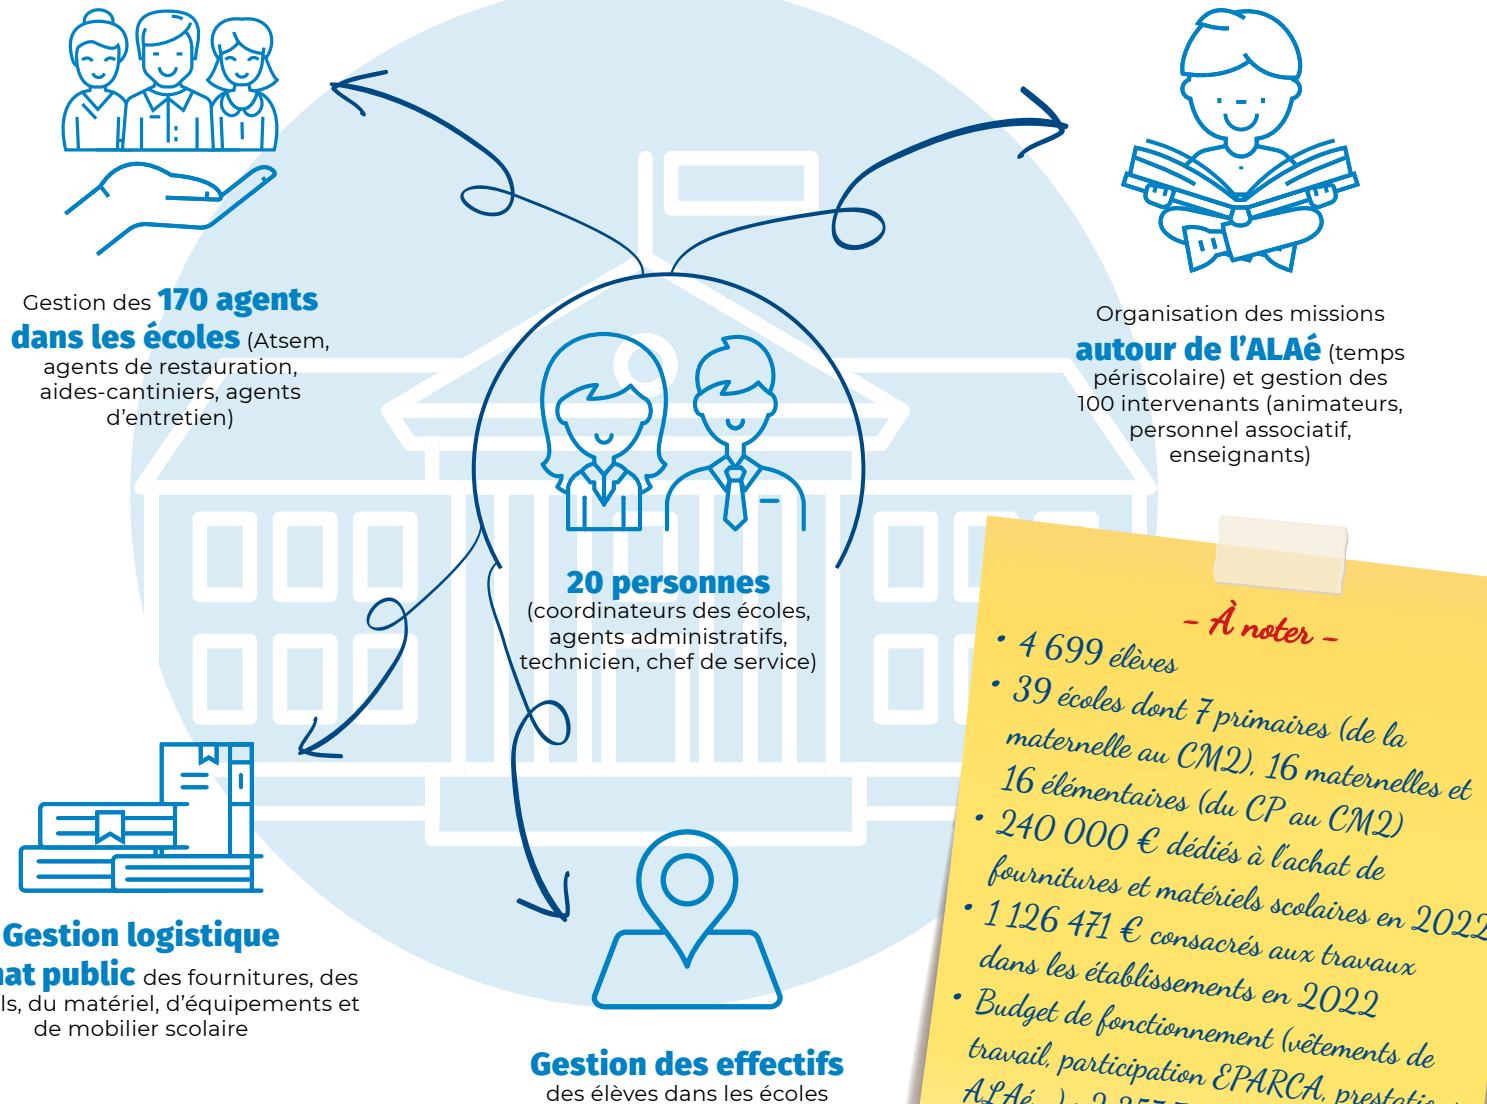 Gestion des 170 agents
dans les écoles (Atsem,
agents de restauration,
aides-cantiniers, agents
d'entretien)
Organisation des missions
autour de l'ALAé (temps
périscolaire) et gestion des
100 intervenants (animateurs,
personnel associatif,
enseignants)
20 personnes
(coordinateurs des écoles,
agents administratifs,
technicien, chef de service)
Gestion logistique
public des fournitures, des
du matériel, d'équipements et
de mobilier scolaire
Gestion des effectifs
des élèves dans les écoles
- À noter -
• 4 699 élèves
• 39 écoles dont 7 primaires (de la
maternelle au CM2), 16 maternelles et
16 élémentaires (du CP au CM2)
• 240 000 € dédiés à l'achat de
fournitures et matériels scolaires en 2022
• 1 126 471 € consacrés aux travaux
dans les établissements en 2022
• Budget de fonctionnement (vêtements de
travail, participation EPARCA,